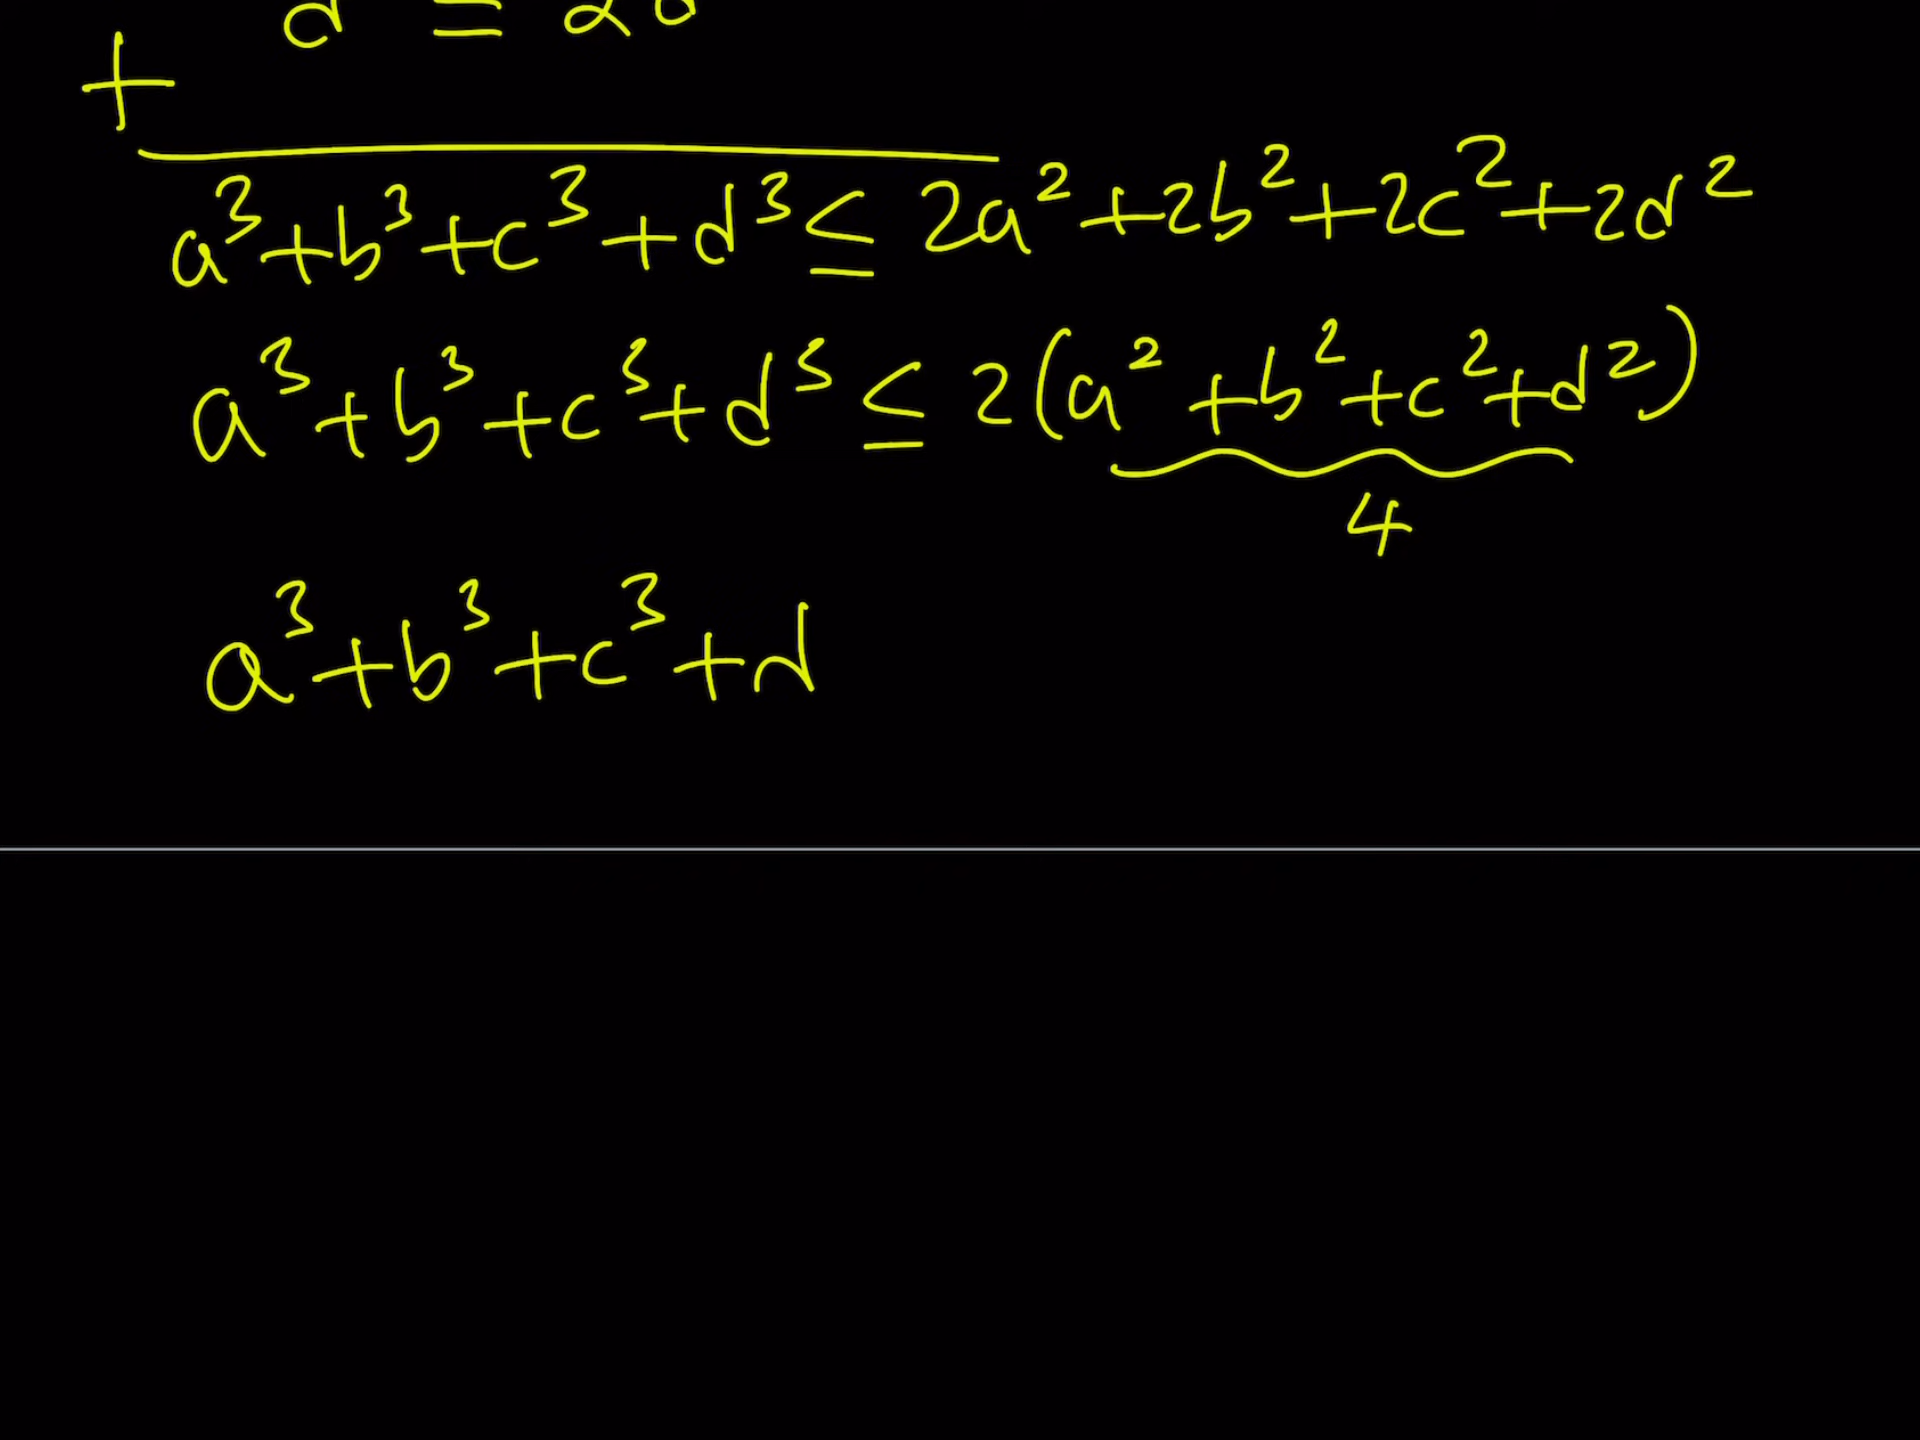 +
a³+b³+c³+d³ ≤ 2a²+2b²+2c²+2d²
a³+b³+c³+d³ ≤ 2(a²+b²+c²+d²)
4
a³+b³+c³+d